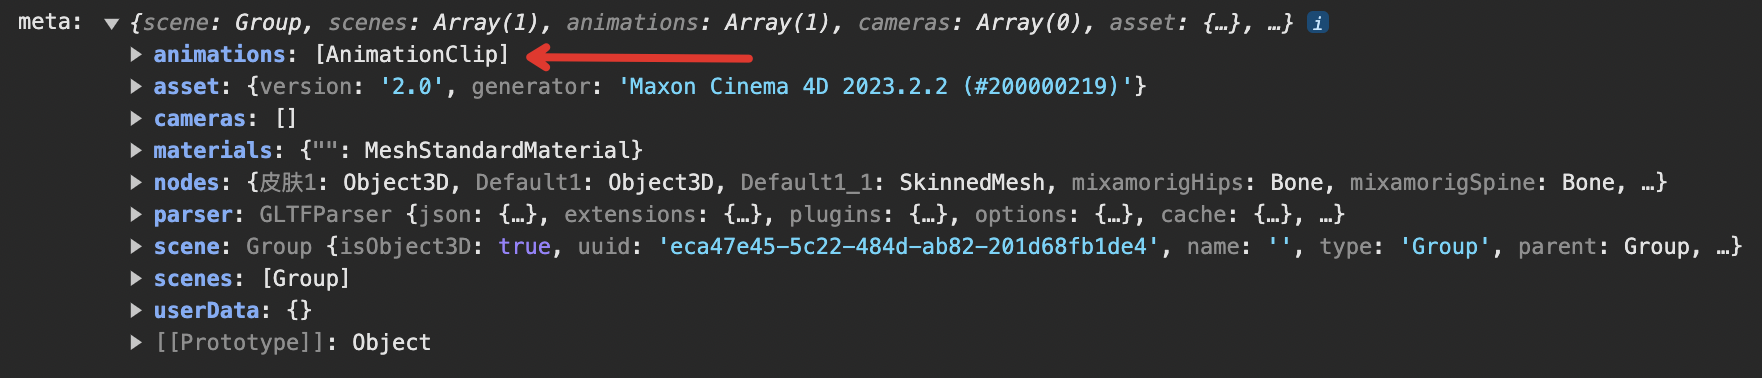 meta: ▼ {scene: Group, scenes: Array(1), animations: Array(1), cameras: Array(0), asset: {…}, …} i
▶ animations: [AnimationClip]
▶ asset: {version: '2.0', generator: 'Maxon Cinema 4D 2023.2.2 (#200000219)'}
▶ cameras: []
▶ materials: {"": MeshStandardMaterial}
▶ nodes: {皮肤1: Object3D, Default1: Object3D, Default1_1: SkinnedMesh, mixamorigHips: Bone, mixamorigSpine: Bone, …}
▶ parser: GLTFParser {json: {…}, extensions: {…}, plugins: {…}, options: {…}, cache: {…}, …}
▶ scene: Group {isObject3D: true, uuid: 'eca47e45-5c22-484d-ab82-201d68fb1de4', name: '', type: 'Group', parent: Group, …}
▶ scenes: [Group]
▶ userData: {}
▶ [[Prototype]]: Object